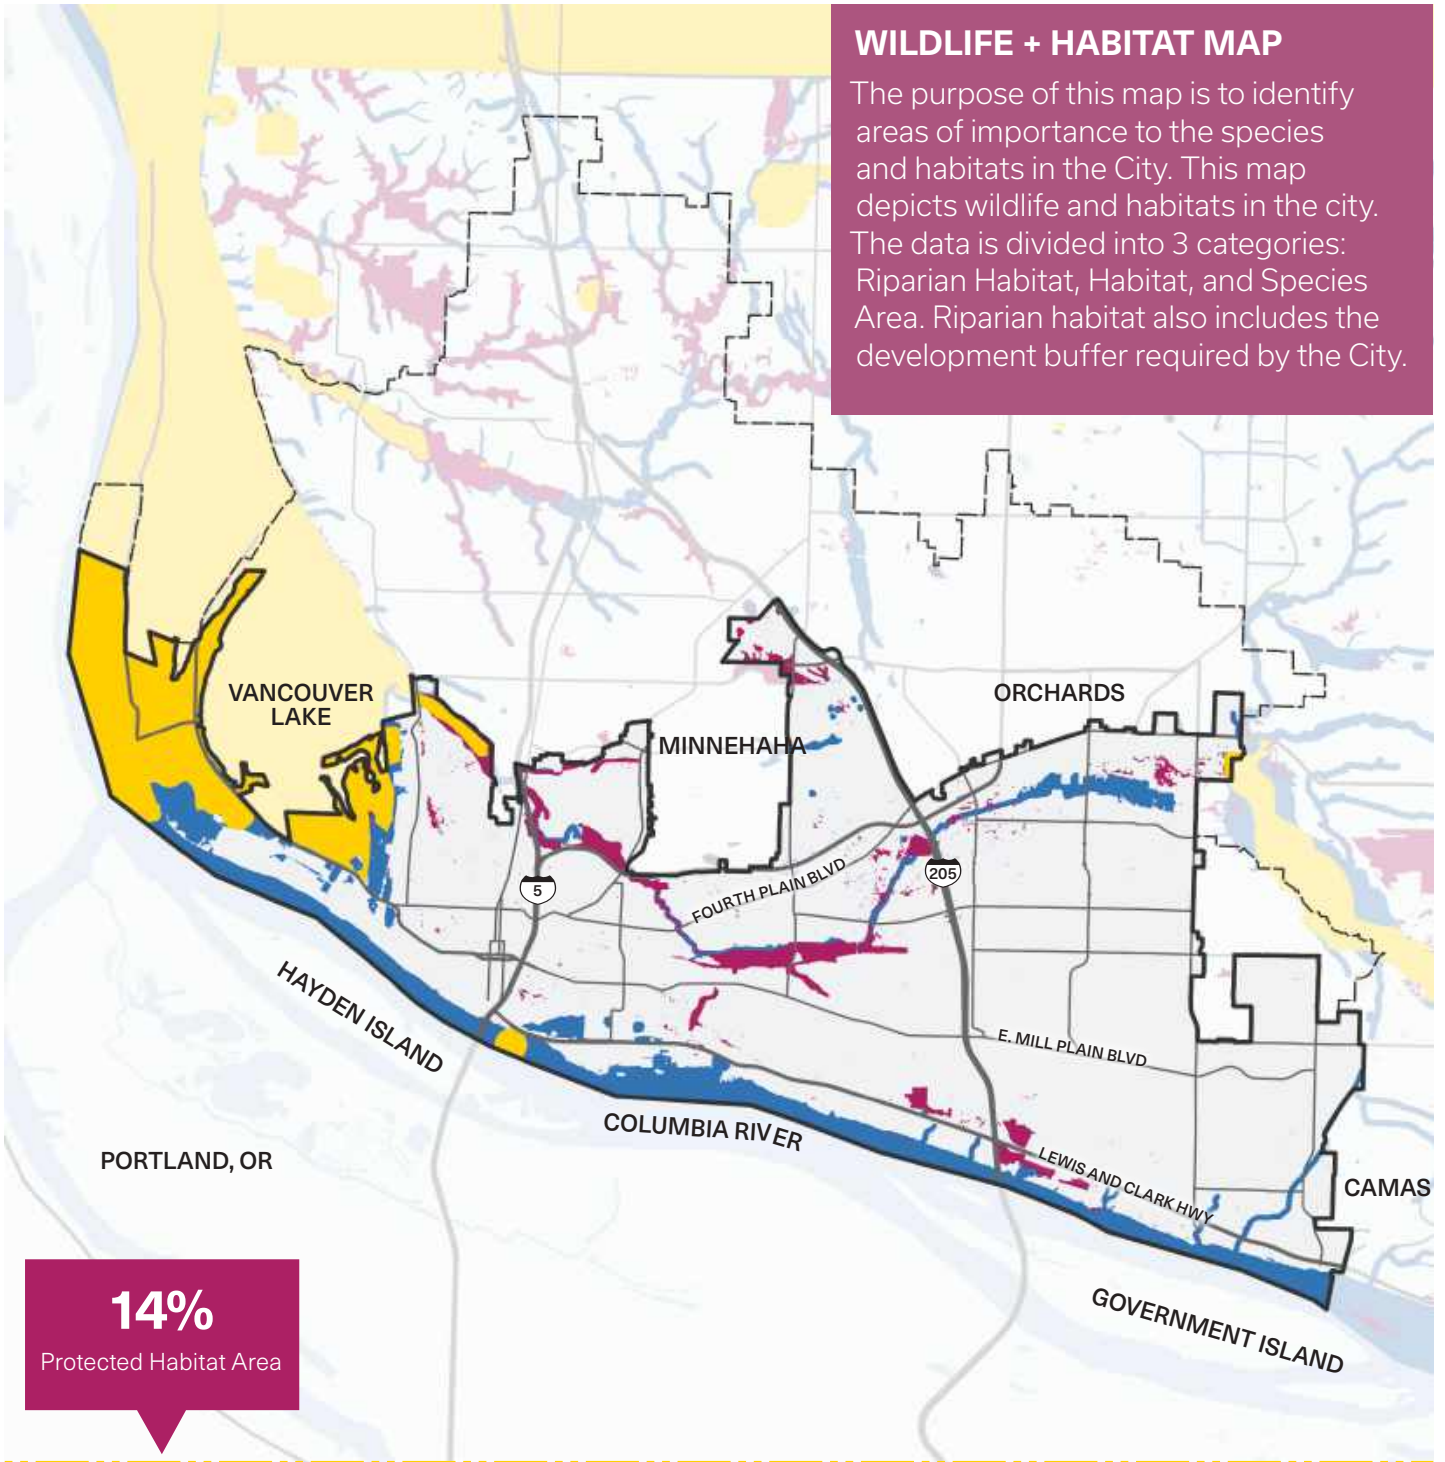 WILDLIFE + HABITAT MAP
The purpose of this map is to identify
areas of importance to the species
and habitats in the City. This map
depicts wildlife and habitats in the city.
The data is divided into 3 categories:
Riparian Habitat, Habitat, and Species
Area. Riparian habitat also includes the
development buffer required by the City.
VANCOUVER
LAKE
ORCHARDS
MINNEHAHA
5
FOURTH PLAIN BLVD
205
HAYDEN ISLAND
E. MILL PLAIN BLVD
COLUMBIA RIVER
PORTLAND, OR
LEWIS AND CLARK HWY
CAMAS
GOVERNMENT ISLAND
14%
Protected Habitat Area